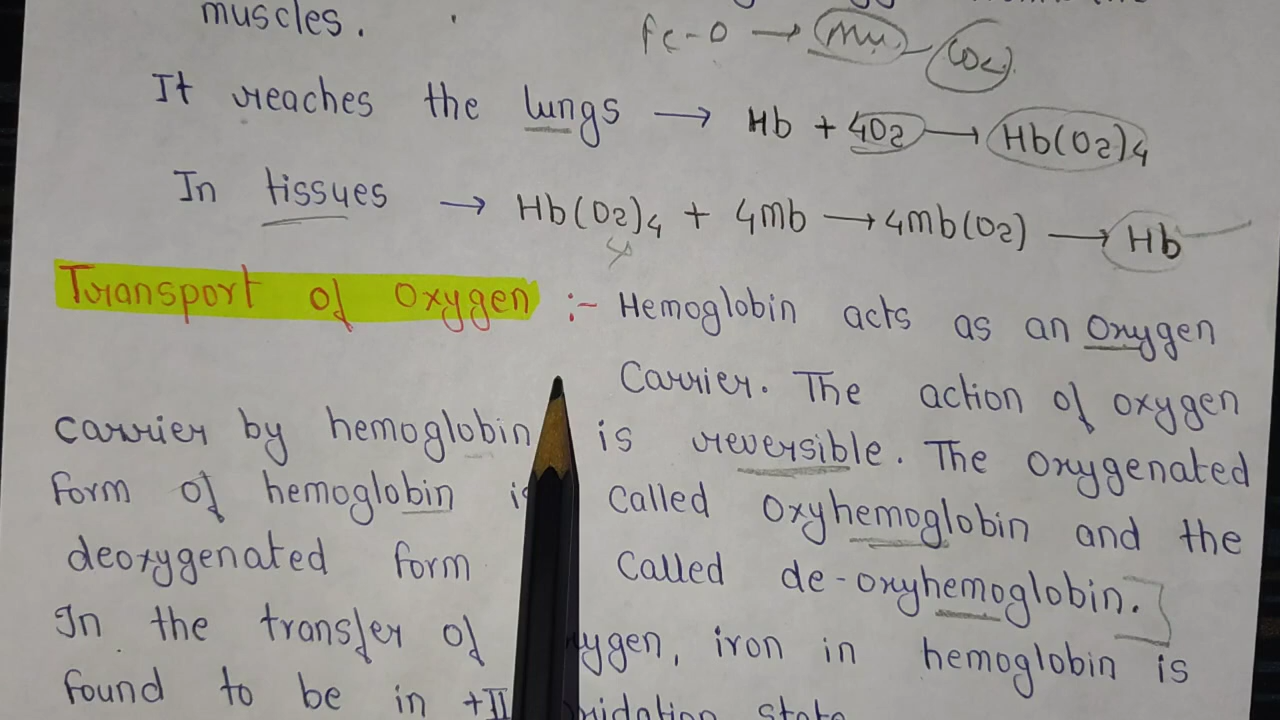 muscles.
Fc-O →
It reaches the lungs → Hb + 4O2 → Hb(O2)4
In tissues → Hb(O2)4 + 4mb → 4mb(O2) → Hb
Transport of Oxygen :- Hemoglobin acts as an Oxygen
Carrier. The action of oxygen
carrier by hemoglobin is reversible. The Oxygenated
form of hemoglobin called Oxyhemoglobin and the
deoxygenated form called de-oxyhemoglobin.
In the transfer of iron in hemoglobin is
found to be in +II state